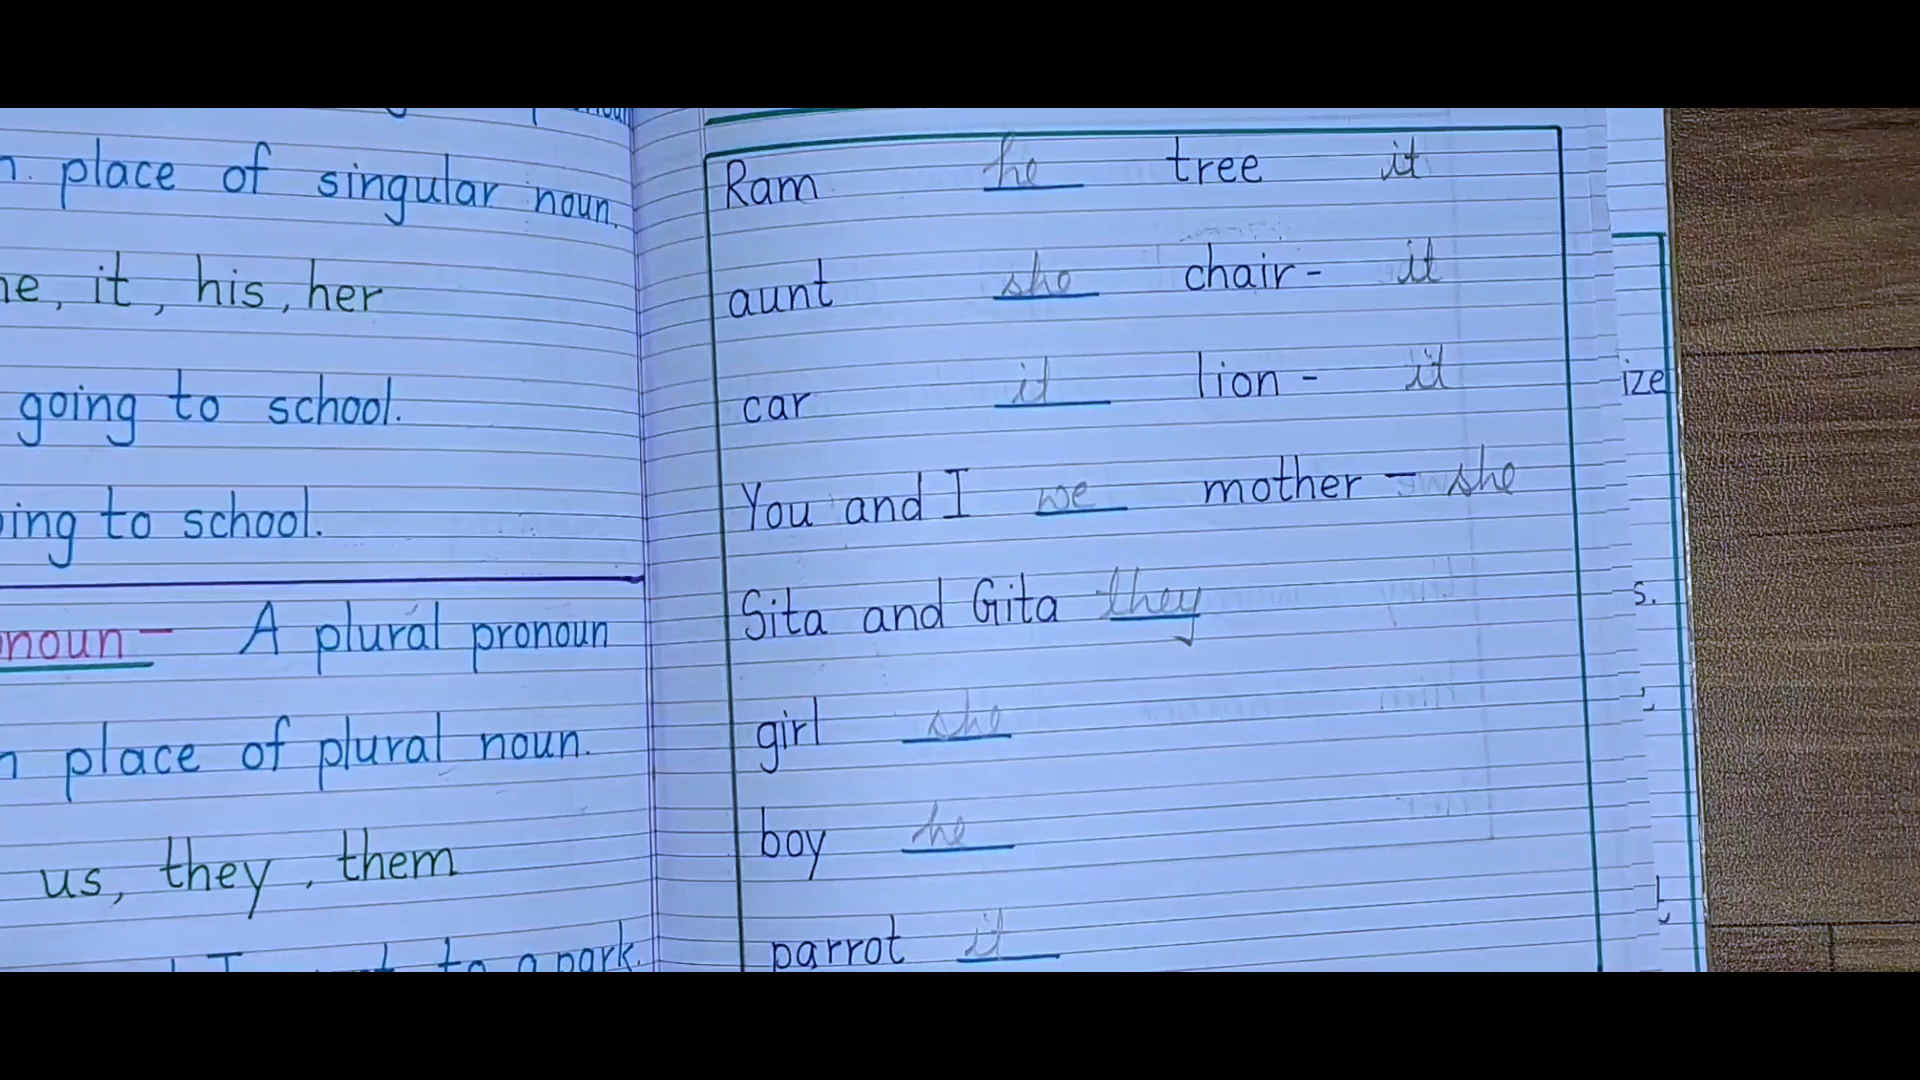 place of singular noun.
it, his, her
going to school.
to school.
noun - A plural pronoun
place of plural noun.
us, they, them
park.
Ram he tree it
aunt she chair - it
car it lion - it
You and I we mother - she
Sita and Gita they
girl she
boy he
parrot it
ize
s.